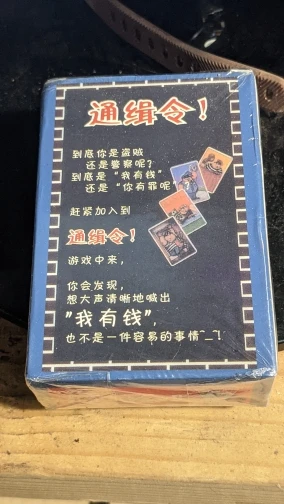 通缉令！
到底你是盗贼
还是警察呢？
到底是“我有钱”
还是“你有罪呢
赶紧加入到
通缉令！
游戏中来，
你会发现，
想大声清晰地喊出
"我有钱"，
也不是一件容易的事情^_^！